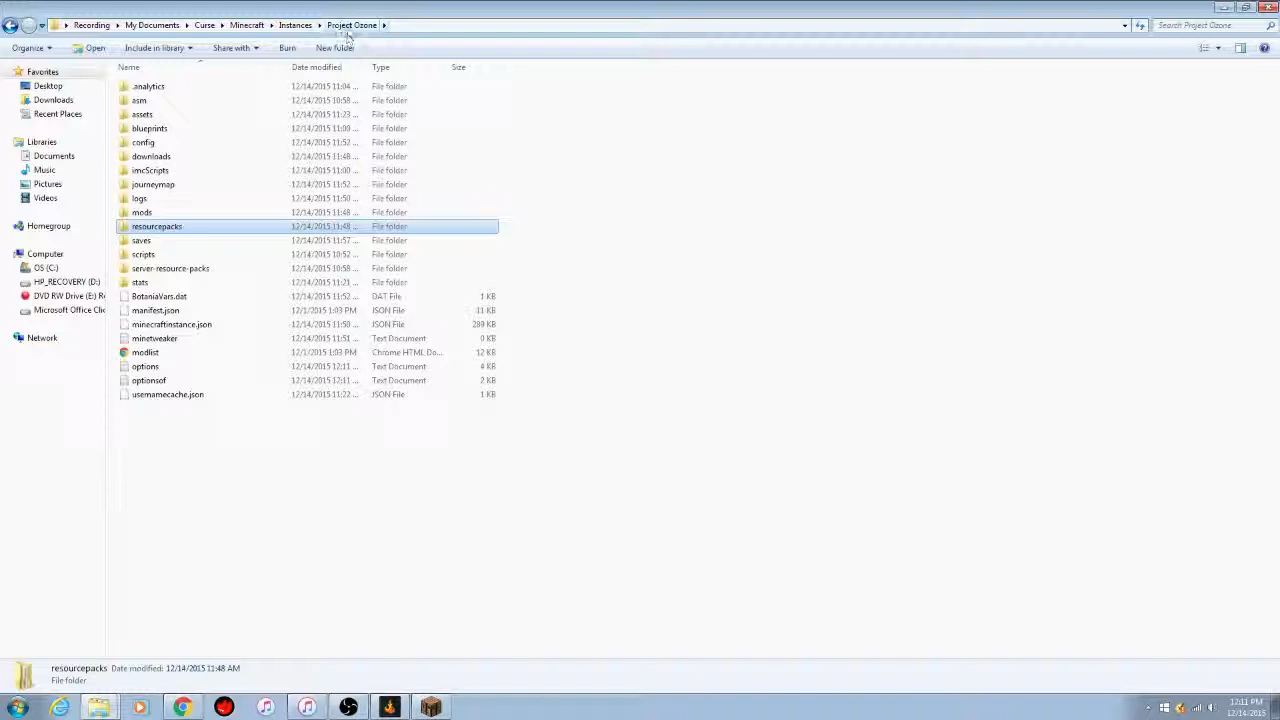 Recording ▸ My Documents ▸ Curse ▸ Minecraft ▸ Instances ▸ Project Ozone ▸
Search Project Ozone
Organize Open Include in library Share with Burn New folder
Name Date modified Type Size
Favorites
Desktop
Downloads
Recent Places
Libraries
Documents
Music
Pictures
Videos
Homegroup
Computer
OS (C:)
HP_RECOVERY (D:)
DVD RW Drive (E:) R
Microsoft Office Clic
Network
.analytics 12/14/2015 11:04 ... File folder
asm 12/14/2015 10:58 ... File folder
assets 12/14/2015 11:23 ... File folder
blueprints 12/14/2015 11:09 ... File folder
config 12/14/2015 11:52 ... File folder
downloads 12/14/2015 11:48 ... File folder
imcScripts 12/14/2015 11:00 ... File folder
journeymap 12/14/2015 11:52 ... File folder
logs 12/14/2015 11:50 ... File folder
mods 12/14/2015 11:48 ... File folder
resourcepacks 12/14/2015 11:48 ... File folder
saves 12/14/2015 11:57 ... File folder
scripts 12/14/2015 10:52 ... File folder
server-resource-packs 12/14/2015 10:58 ... File folder
stats 12/14/2015 11:21 ... File folder
BotaniaVars.dat 12/14/2015 11:52 ... DAT File 1 KB
manifest.json 12/1/2015 1:03 PM JSON File 11 KB
minecraftinstance.json 12/14/2015 11:50 ... JSON File 289 KB
minetweaker 12/14/2015 11:51 ... Text Document 0 KB
modlist 12/1/2015 1:03 PM Chrome HTML Do... 12 KB
options 12/14/2015 12:11 ... Text Document 4 KB
optionsof 12/14/2015 12:11 ... Text Document 2 KB
usernamecache.json 12/14/2015 11:22 ... JSON File 1 KB
resourcepacks Date modified: 12/14/2015 11:48 AM
File folder
12:11 PM
12/14/2015